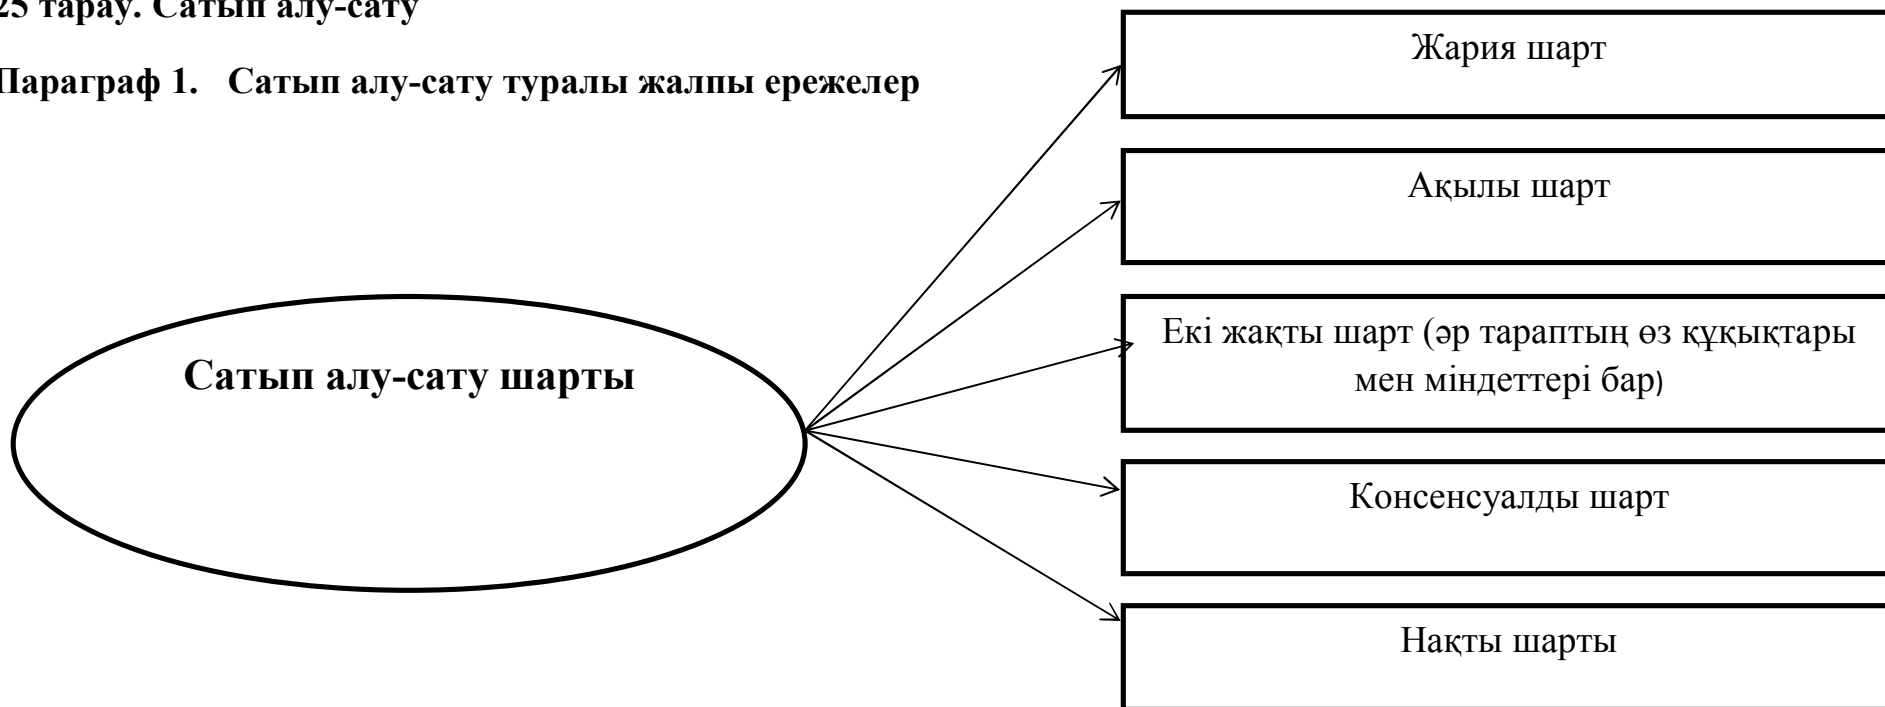 25 тарау. Сатып алу-сату
Параграф 1. Сатып алу-сату туралы жалпы ережелер
Сатып алу-сату шарты
Жария шарт
Ақылы шарт
Екі жақты шарт (әр тараптың өз құқықтары
мен міндеттері бар)
Консенсуалды шарт
Нақты шарты